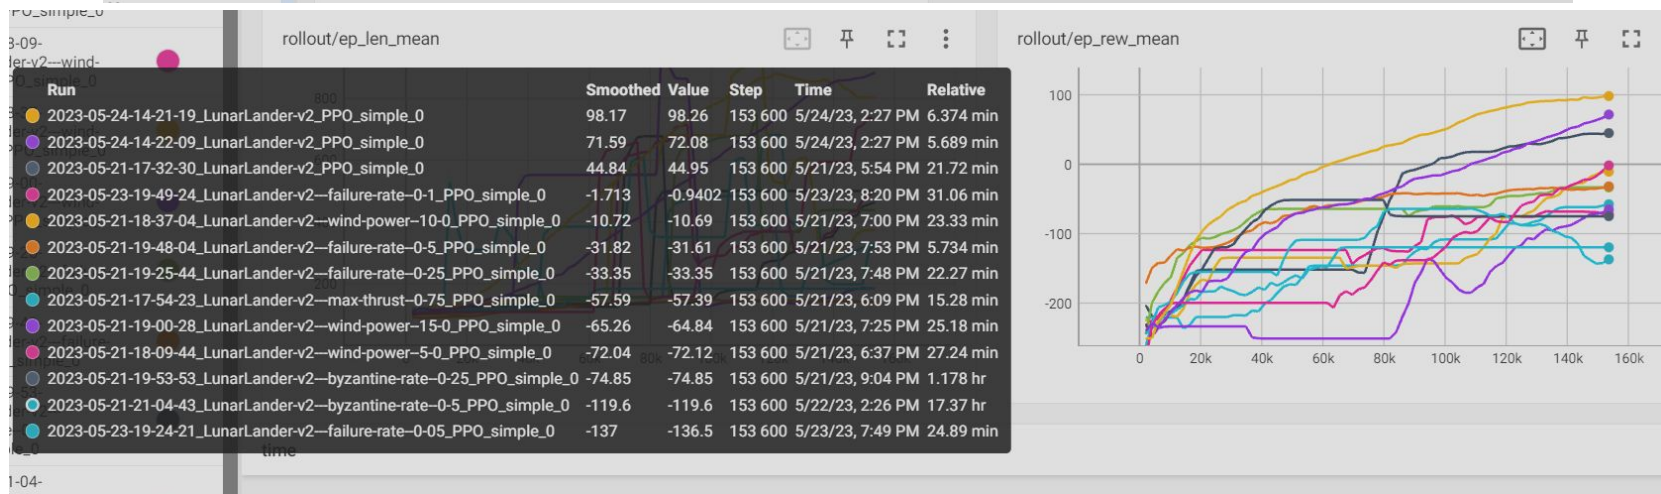 PPO_simple_0
3-09-
der-v2---wind-
rollout/ep_len_mean
rollout/ep_rew_mean
Run Smoothed Value Step Time Relative
2023-05-24-14-21-19_LunarLander-v2_PPO_simple_0 98.17 98.26 153 600 5/24/23, 2:27 PM 6.374 min
2023-05-24-14-22-09_LunarLander-v2_PPO_simple_0 71.59 72.08 153 600 5/24/23, 2:27 PM 5.689 min
2023-05-21-17-32-30_LunarLander-v2_PPO_simple_0 44.84 44.95 153 600 5/21/23, 5:54 PM 21.72 min
2023-05-23-19-49-24_LunarLander-v2---failure-rate--0-1_PPO_simple_0 -1.713 -0.9402 153 600 5/23/23, 8:20 PM 31.06 min
2023-05-21-18-37-04_LunarLander-v2---wind-power--10-0_PPO_simple_0 -10.72 -10.69 153 600 5/21/23, 7:00 PM 23.33 min
2023-05-21-19-48-04_LunarLander-v2---failure-rate--0-5_PPO_simple_0 -31.82 -31.61 153 600 5/21/23, 7:53 PM 5.734 min
2023-05-21-19-25-44_LunarLander-v2---failure-rate--0-25_PPO_simple_0 -33.35 -33.35 153 600 5/21/23, 7:48 PM 22.27 min
2023-05-21-17-54-23_LunarLander-v2---max-thrust--0-75_PPO_simple_0 -57.59 -57.39 153 600 5/21/23, 6:09 PM 15.28 min
2023-05-21-19-00-28_LunarLander-v2---wind-power--15-0_PPO_simple_0 -65.26 -64.84 153 600 5/21/23, 7:25 PM 25.18 min
2023-05-21-18-09-44_LunarLander-v2---wind-power--5-0_PPO_simple_0 -72.04 -72.12 153 600 5/21/23, 6:37 PM 27.24 min
2023-05-21-19-53-53_LunarLander-v2---byzantine-rate--0-25_PPO_simple_0 -74.85 -74.85 153 600 5/21/23, 9:04 PM 1.178 hr
2023-05-21-21-04-43_LunarLander-v2---byzantine-rate--0-5_PPO_simple_0 -119.6 -119.6 153 600 5/22/23, 2:26 PM 17.37 hr
2023-05-23-19-24-21_LunarLander-v2---failure-rate--0-05_PPO_simple_0 -137 -136.5 153 600 5/23/23, 7:49 PM 24.89 min
time
1-04-
100
0
-100
-200
0 20k 40k 60k 80k 100k 120k 140k 160k